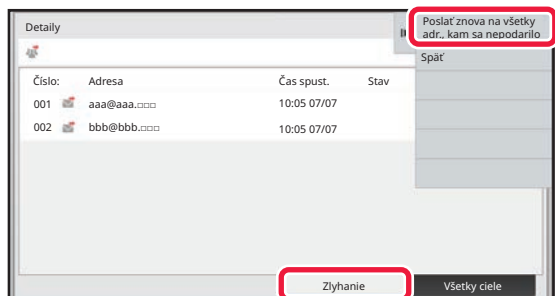 Detaily
Poslať znova na všetky
adr., kam sa nepodarilo
Späť
Číslo: Adresa Čas spust. Stav
001 aaa@aaa.□□□ 10:05 07/07
002 bbb@bbb.□□□ 10:05 07/07
Zlyhanie Všetky ciele